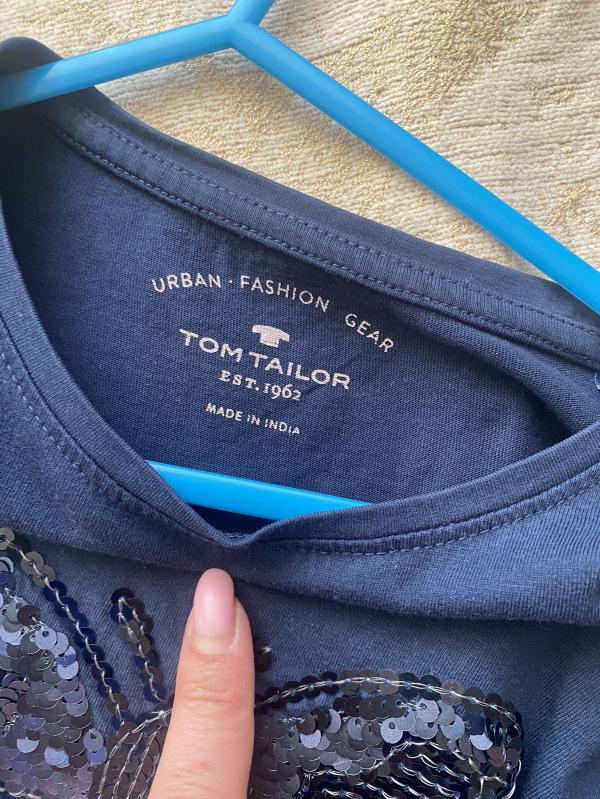 URBAN · FASHION GEAR
TOM TAILOR
EST.1962
MADE IN INDIA